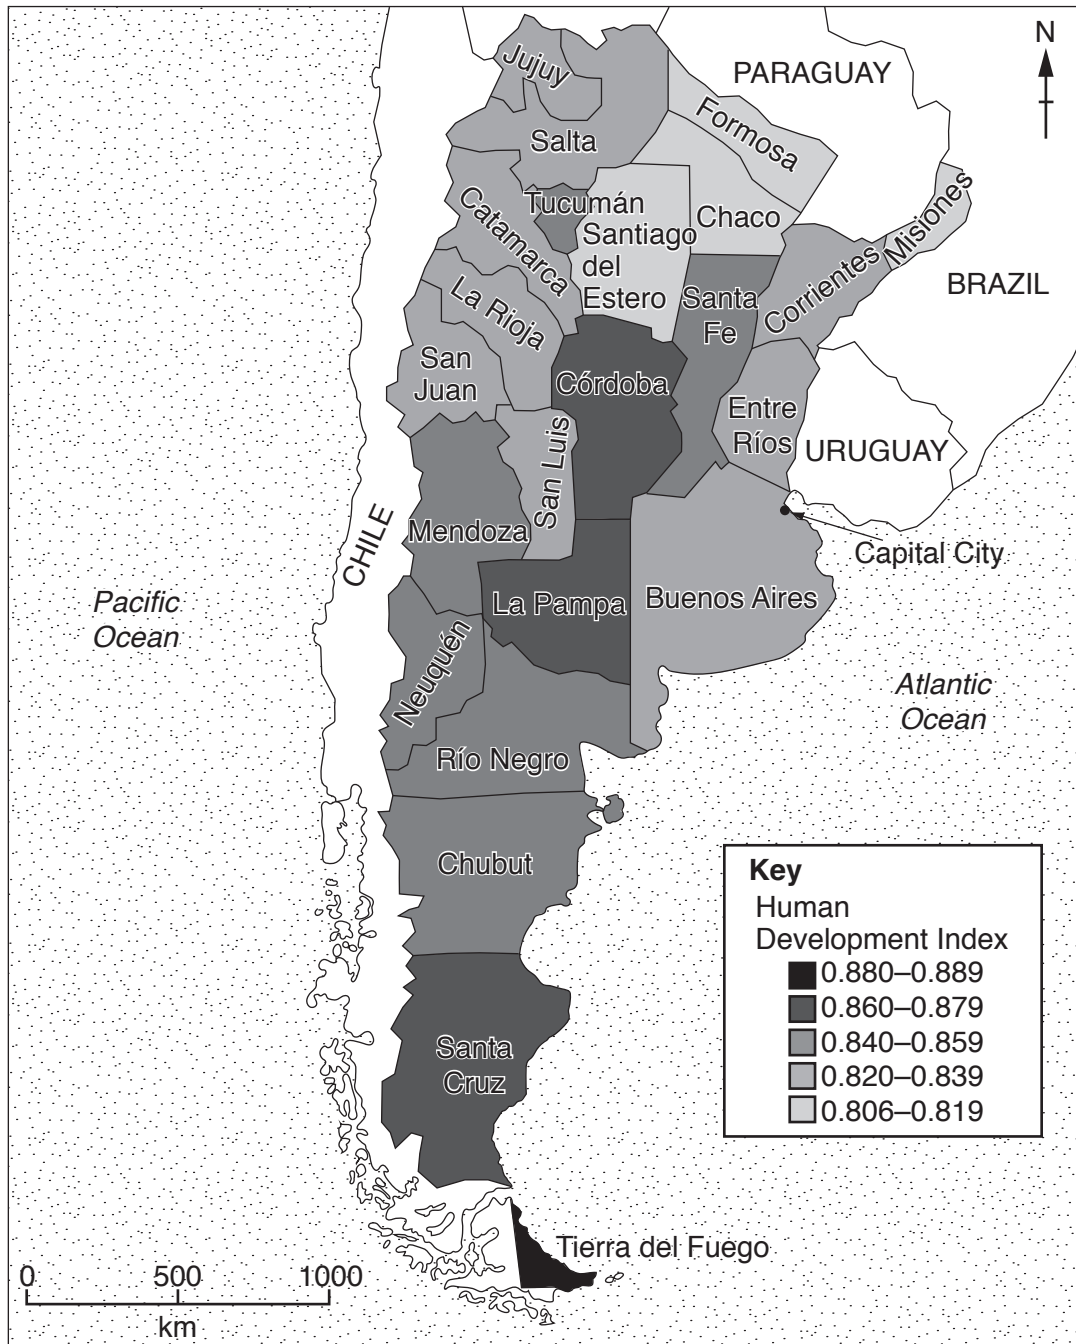 N
Jujuy
PARAGUAY
Formosa
Salta
Misiones
Tucumán
Chaco
Catamarca
Santiago
del
Estero
Corrientes
BRAZIL
La Rioja
Santa
Fe
San
Juan
Córdoba
Entre
Ríos
URUGUAY
San Luis
CHILE
Mendoza
Capital City
Pacific
Ocean
La Pampa
Buenos Aires
Neuquén
Atlantic
Ocean
Río Negro
Chubut
Key
Human
Development Index
0.880–0.889
0.860–0.879
0.840–0.859
0.820–0.839
0.806–0.819
Santa
Cruz
Tierra del Fuego
0 500 1000
km